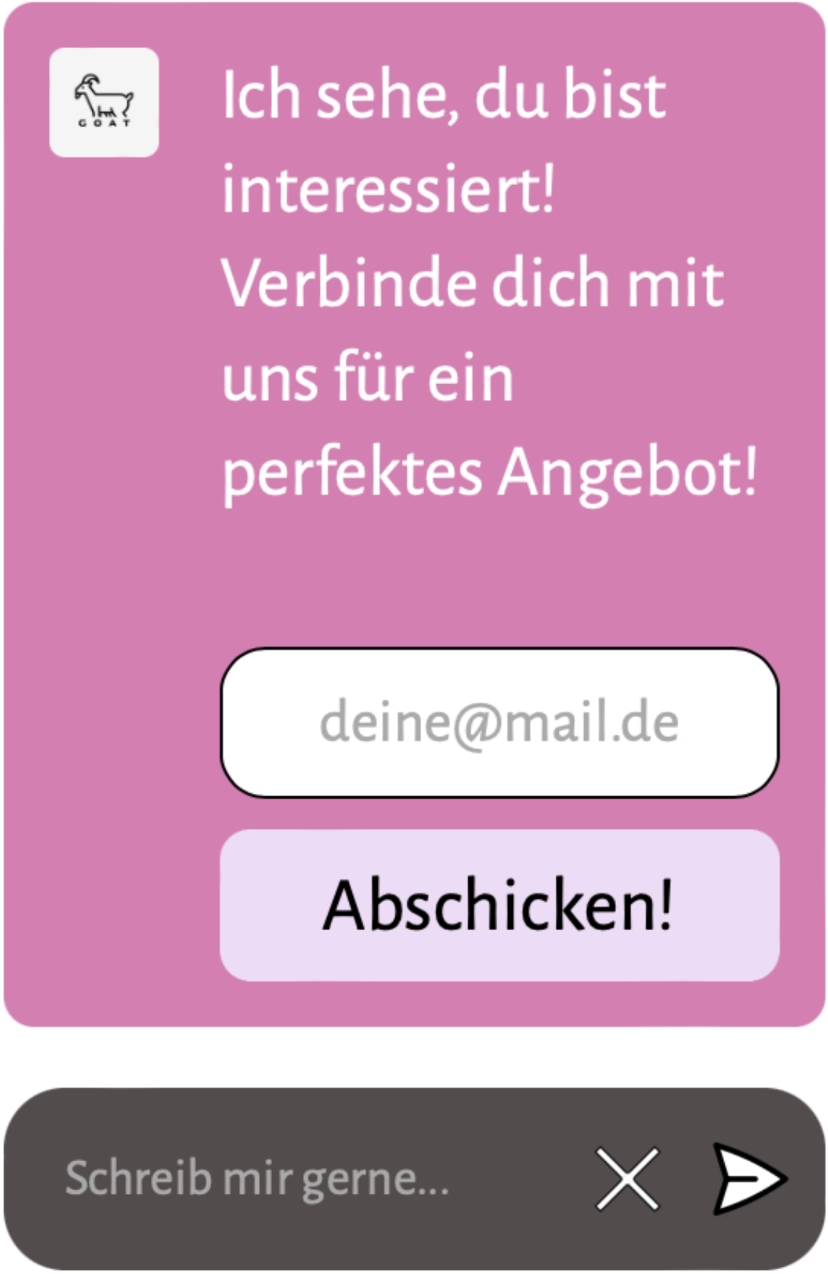 GOAT
Ich sehe, du bist
interessiert!
Verbinde dich mit
uns für ein
perfektes Angebot!
deine@mail.de
Abschicken!
Schreib mir gerne...